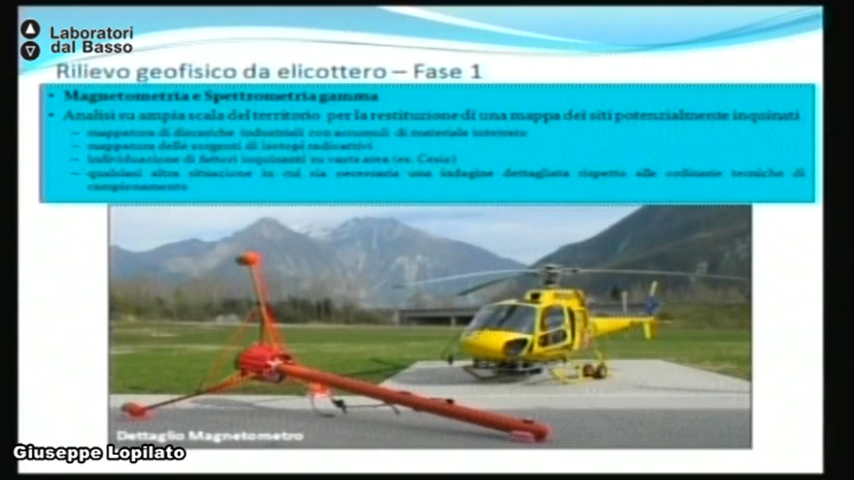 Laboratori
dal Basso
Rilievo geofisico da elicottero – Fase 1
• Magnetometria e Spettrometria gamma
• Analisi su ampia scala del territorio per la restituzione di una mappa dei siti potenzialmente inquinati
– mappatura di discariche industriali con accumuli di materiale interrato
– mappatura delle sorgenti di isotopi radioattivi
– individuazione di fattori inquinanti su vasta area (es. Cesio)
– qualsiasi altra situazione in cui sia necessaria una indagine dettagliata rispetto alle ordinarie tecniche di
campionamento
Dettaglio Magnetometro
Giuseppe Lopilato